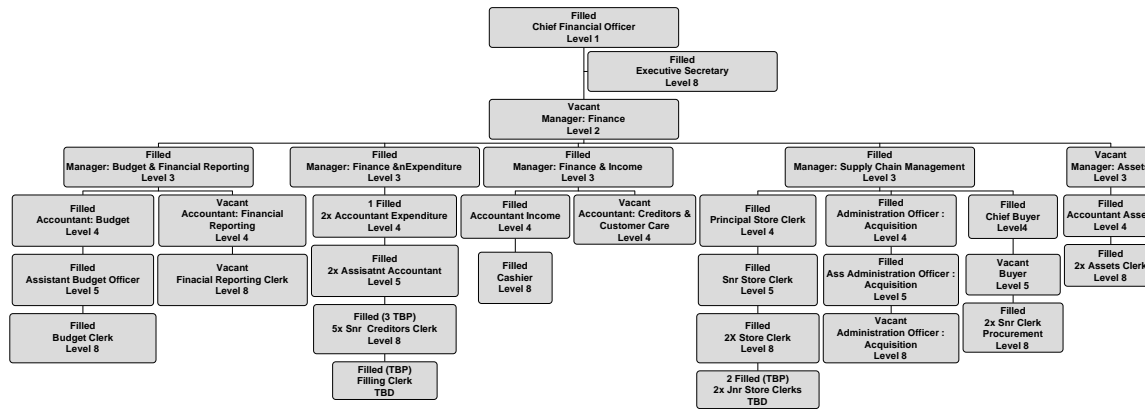 Filled
Chief Financial Officer
Level 1
Filled
Executive Secretary
Level 8
Vacant
Manager: Finance
Level 2
Filled
Manager: Budget & Financial Reporting
Level 3
Filled
Manager: Finance &nExpenditure
Level 3
Filled
Manager: Finance & Income
Level 3
Filled
Manager: Supply Chain Management
Level 3
Vacant
Manager: Assets
Level 3
Filled
Accountant: Budget
Level 4
Vacant
Accountant: Financial
Reporting
Level 4
1 Filled
2x Accountant Expenditure
Level 4
Filled
Accountant Income
Level 4
Vacant
Accountant: Creditors &
Customer Care
Level 4
Filled
Principal Store Clerk
Level 4
Filled
Administration Officer :
Acquisition
Level 4
Filled
Chief Buyer
Level4
Filled
Accountant Asse
Level 4
Filled
Assistant Budget Officer
Level 5
Vacant
Finacial Reporting Clerk
Level 8
Filled
2x Assisatnt Accountant
Level 5
Filled
Cashier
Level 8
Filled
Snr Store Clerk
Level 5
Filled
Ass Administration Officer :
Acquisition
Level 5
Vacant
Buyer
Level 5
Filled
2x Assets Clerk
Level 8
Filled
Budget Clerk
Level 8
Filled (3 TBP)
5x Snr Creditors Clerk
Level 8
Filled
2X Store Clerk
Level 8
Vacant
Administration Officer :
Acquisition
Level 8
Filled
2x Snr Clerk
Procurement
Level 8
Filled (TBP)
Filling Clerk
TBD
2 Filled (TBP)
2x Jnr Store Clerks
TBD